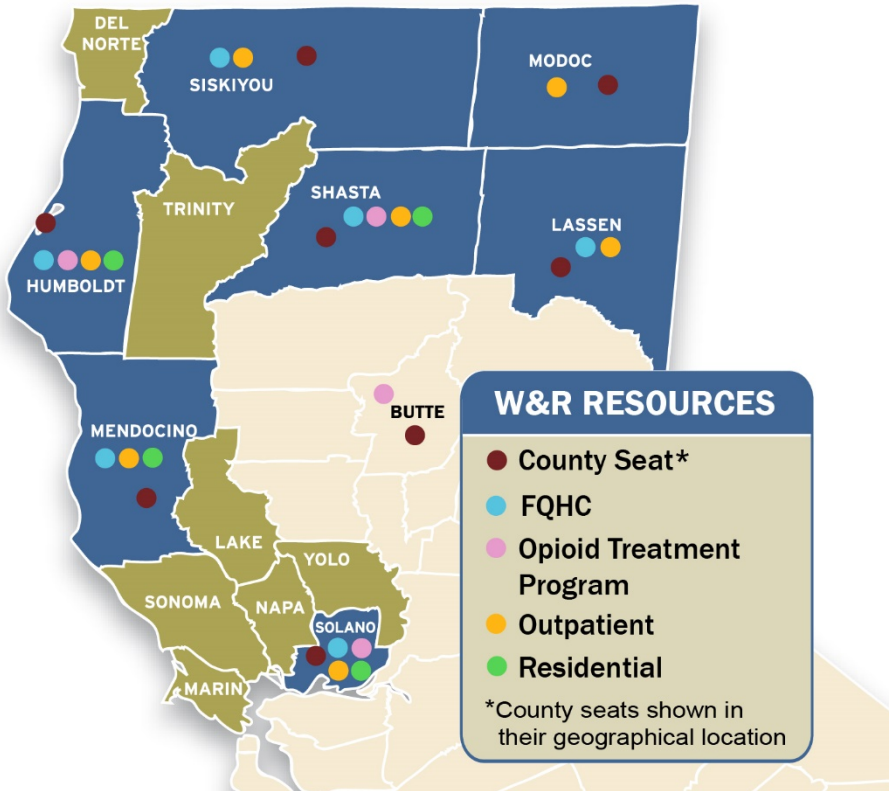 DEL
NORTE
SISKIYOU
MODOC
TRINITY
SHASTA
LASSEN
HUMBOLDT
BUTTE
MENDOCINO
LAKE
YOLO
SONOMA
NAPA
SOLANO
MARIN
W&R RESOURCES
County Seat*
FQHC
Opioid Treatment
Program
Outpatient
Residential
*County seats shown in
their geographical location